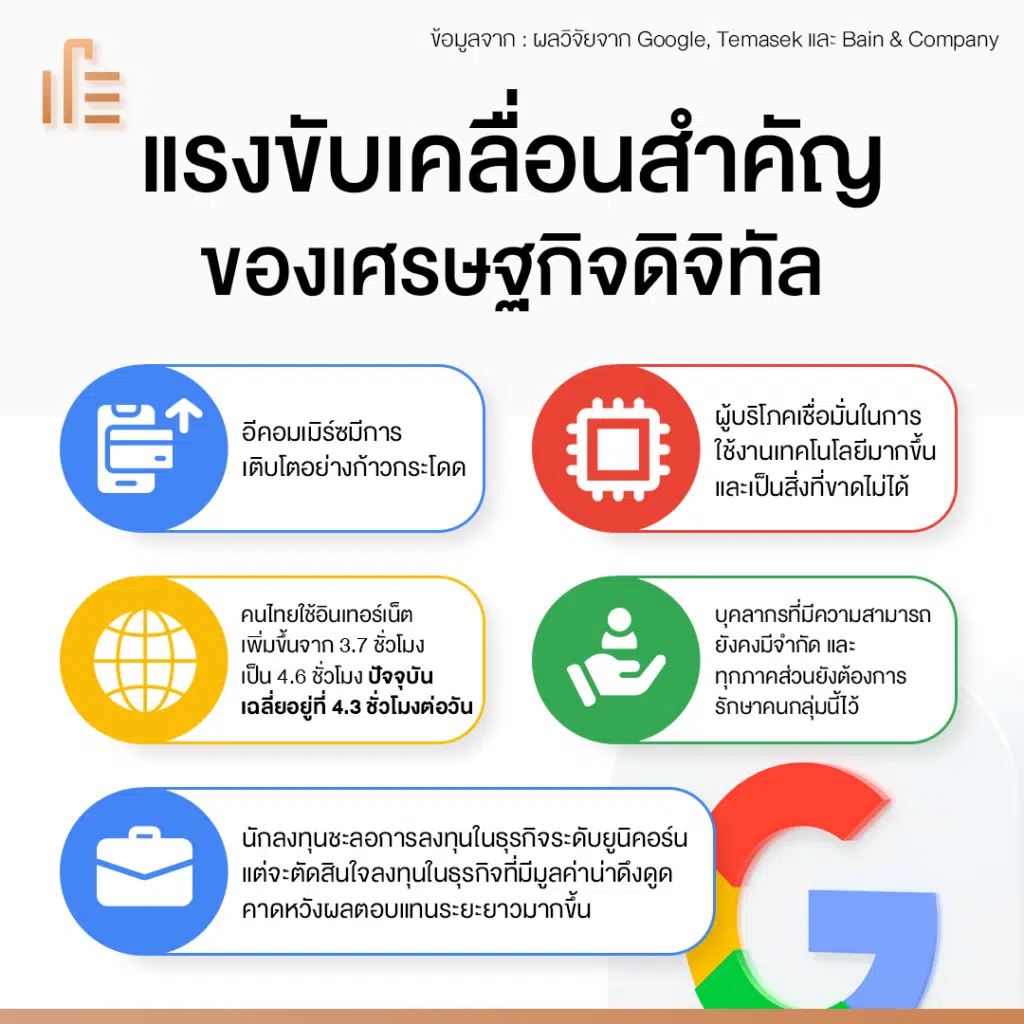 ข้อมูลจาก : ผลวิจัยจาก Google, Temasek และ Bain & Company
แรงขับเคลื่อนสำคัญ
ของเศรษฐกิจดิจิทัล
อีคอมเมิร์ซมีการ
เติบโตอย่างก้าวกระโดด
ผู้บริโภคเชื่อมั่นในการ
ใช้งานเทคโนโลยีมากขึ้น
และเป็นสิ่งที่ขาดไม่ได้
คนไทยใช้อินเทอร์เน็ต
เพิ่มขึ้นจาก 3.7 ชั่วโมง
เป็น 4.6 ชั่วโมง ปัจจุบัน
เฉลี่ยอยู่ที่ 4.3 ชั่วโมงต่อวัน
บุคลากรที่มีความสามารถ
ยังคงมีจำกัด และ
ทุกภาคส่วนยังต้องการ
รักษาคนกลุ่มนี้ไว้
นักลงทุนชะลอการลงทุนในธุรกิจระดับยูนิคอร์น
แต่จะตัดสินใจลงทุนในธุรกิจที่มีมูลค่าน่าดึงดูด
คาดหวังผลตอบแทนระยะยาวมากขึ้น